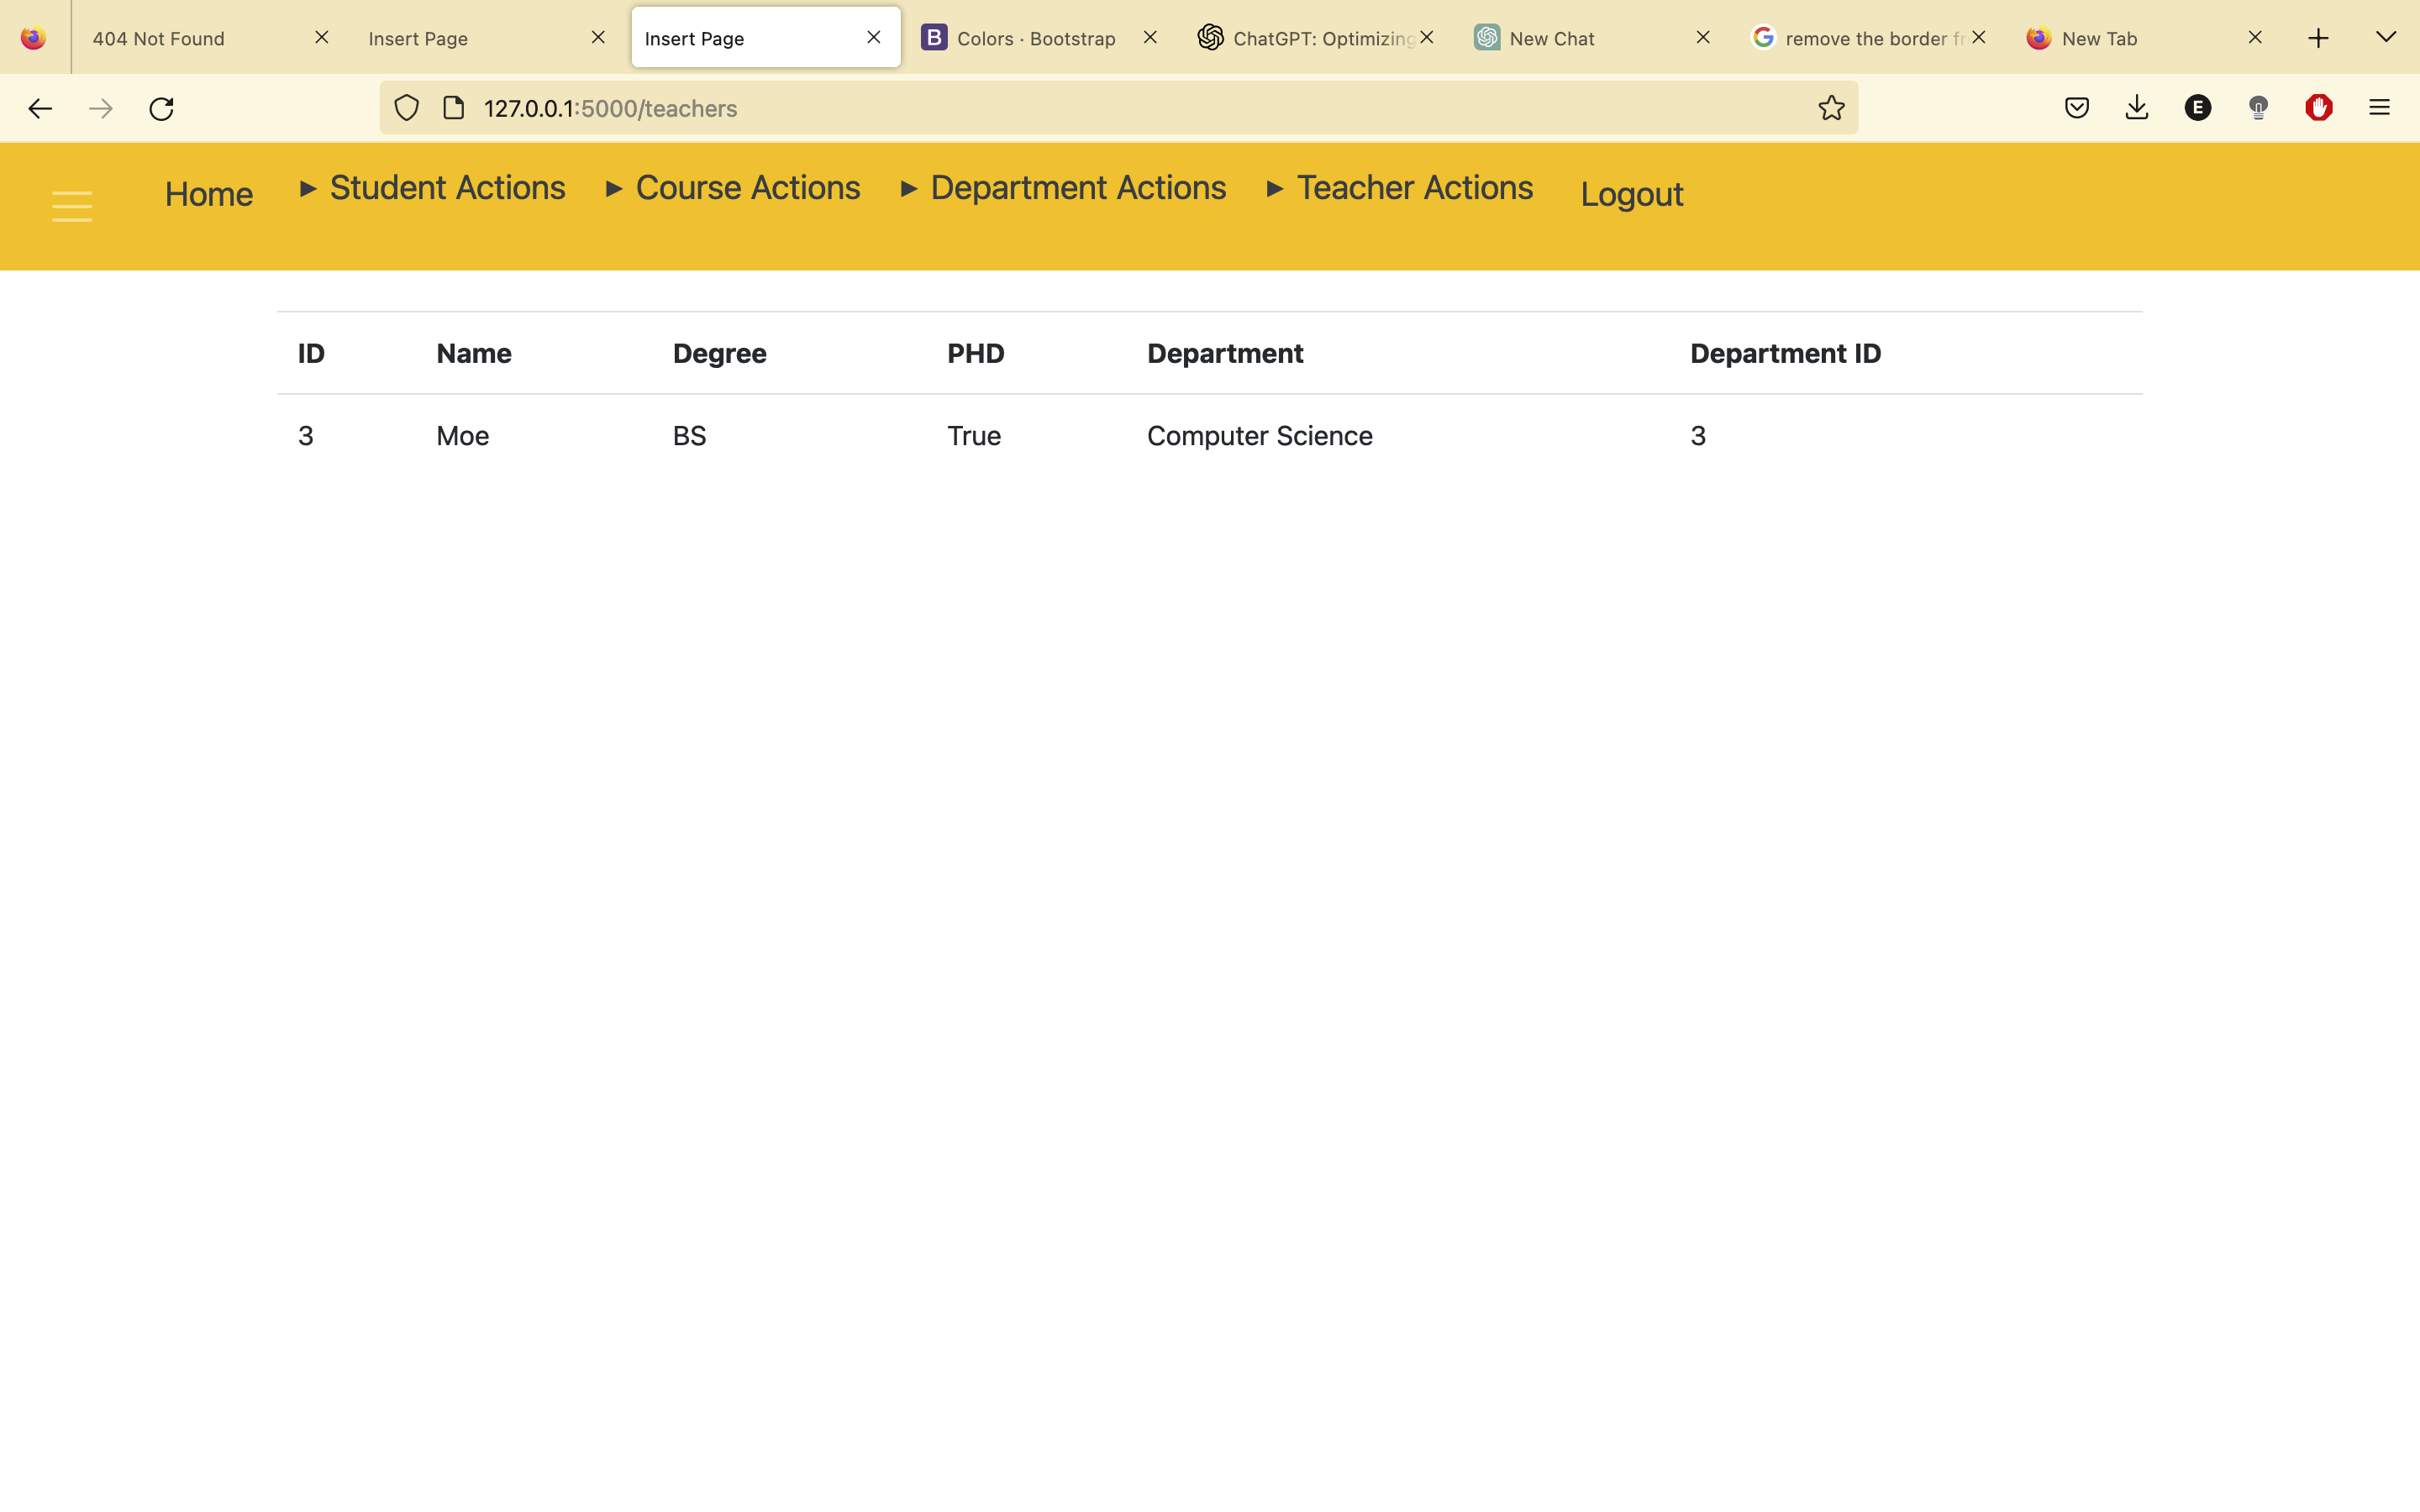 404 Not Found Insert Page Insert Page B Colors · Bootstrap ChatGPT: Optimizing New Chat G remove the border fr New Tab
127.0.0.1:5000/teachers E
Home ▶ Student Actions ▶ Course Actions ▶ Department Actions ▶ Teacher Actions Logout
ID Name Degree PHD Department Department ID
3 Moe BS True Computer Science 3